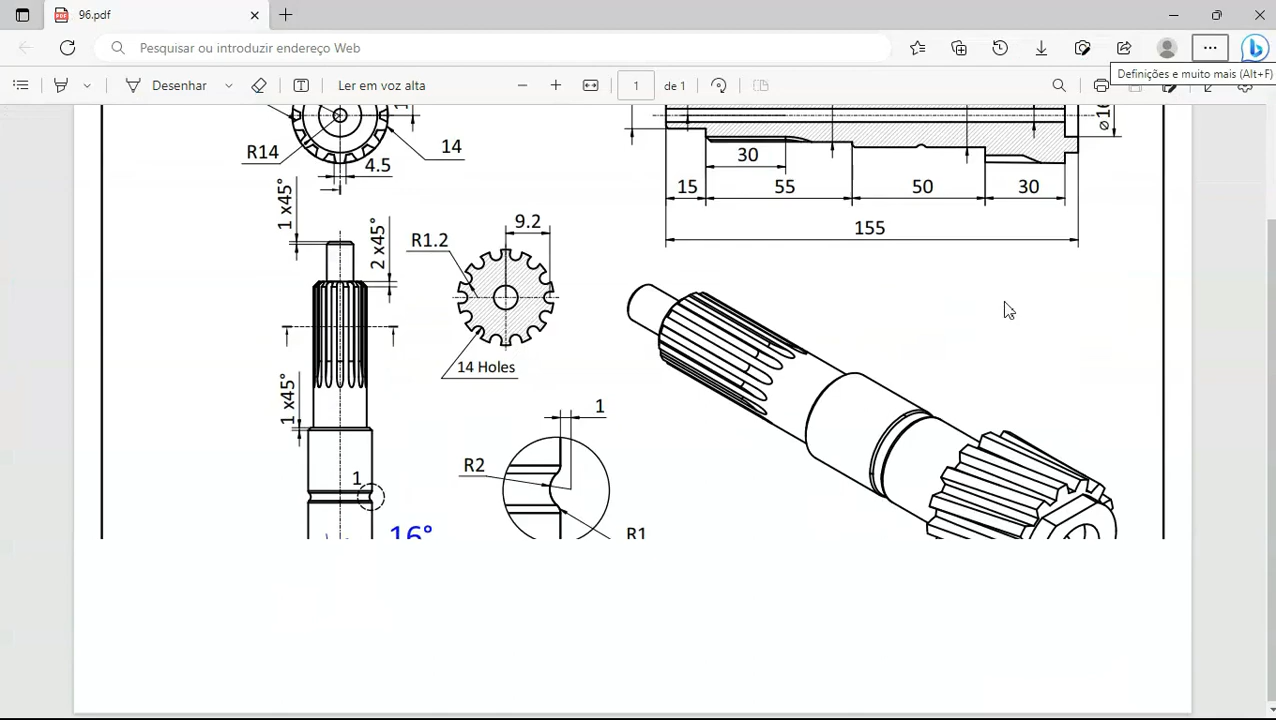 96.pdf
Pesquisar ou introduzir endereço Web
Definições e muito mais (Alt+F)
Desenhar
Ler em voz alta
1
de 1
R14
14
4.5
30
15
55
50
30
155
1 x45°
2 x45°
R1.2
9.2
14 Holes
1 x45°
1
R2
1
R1
16°